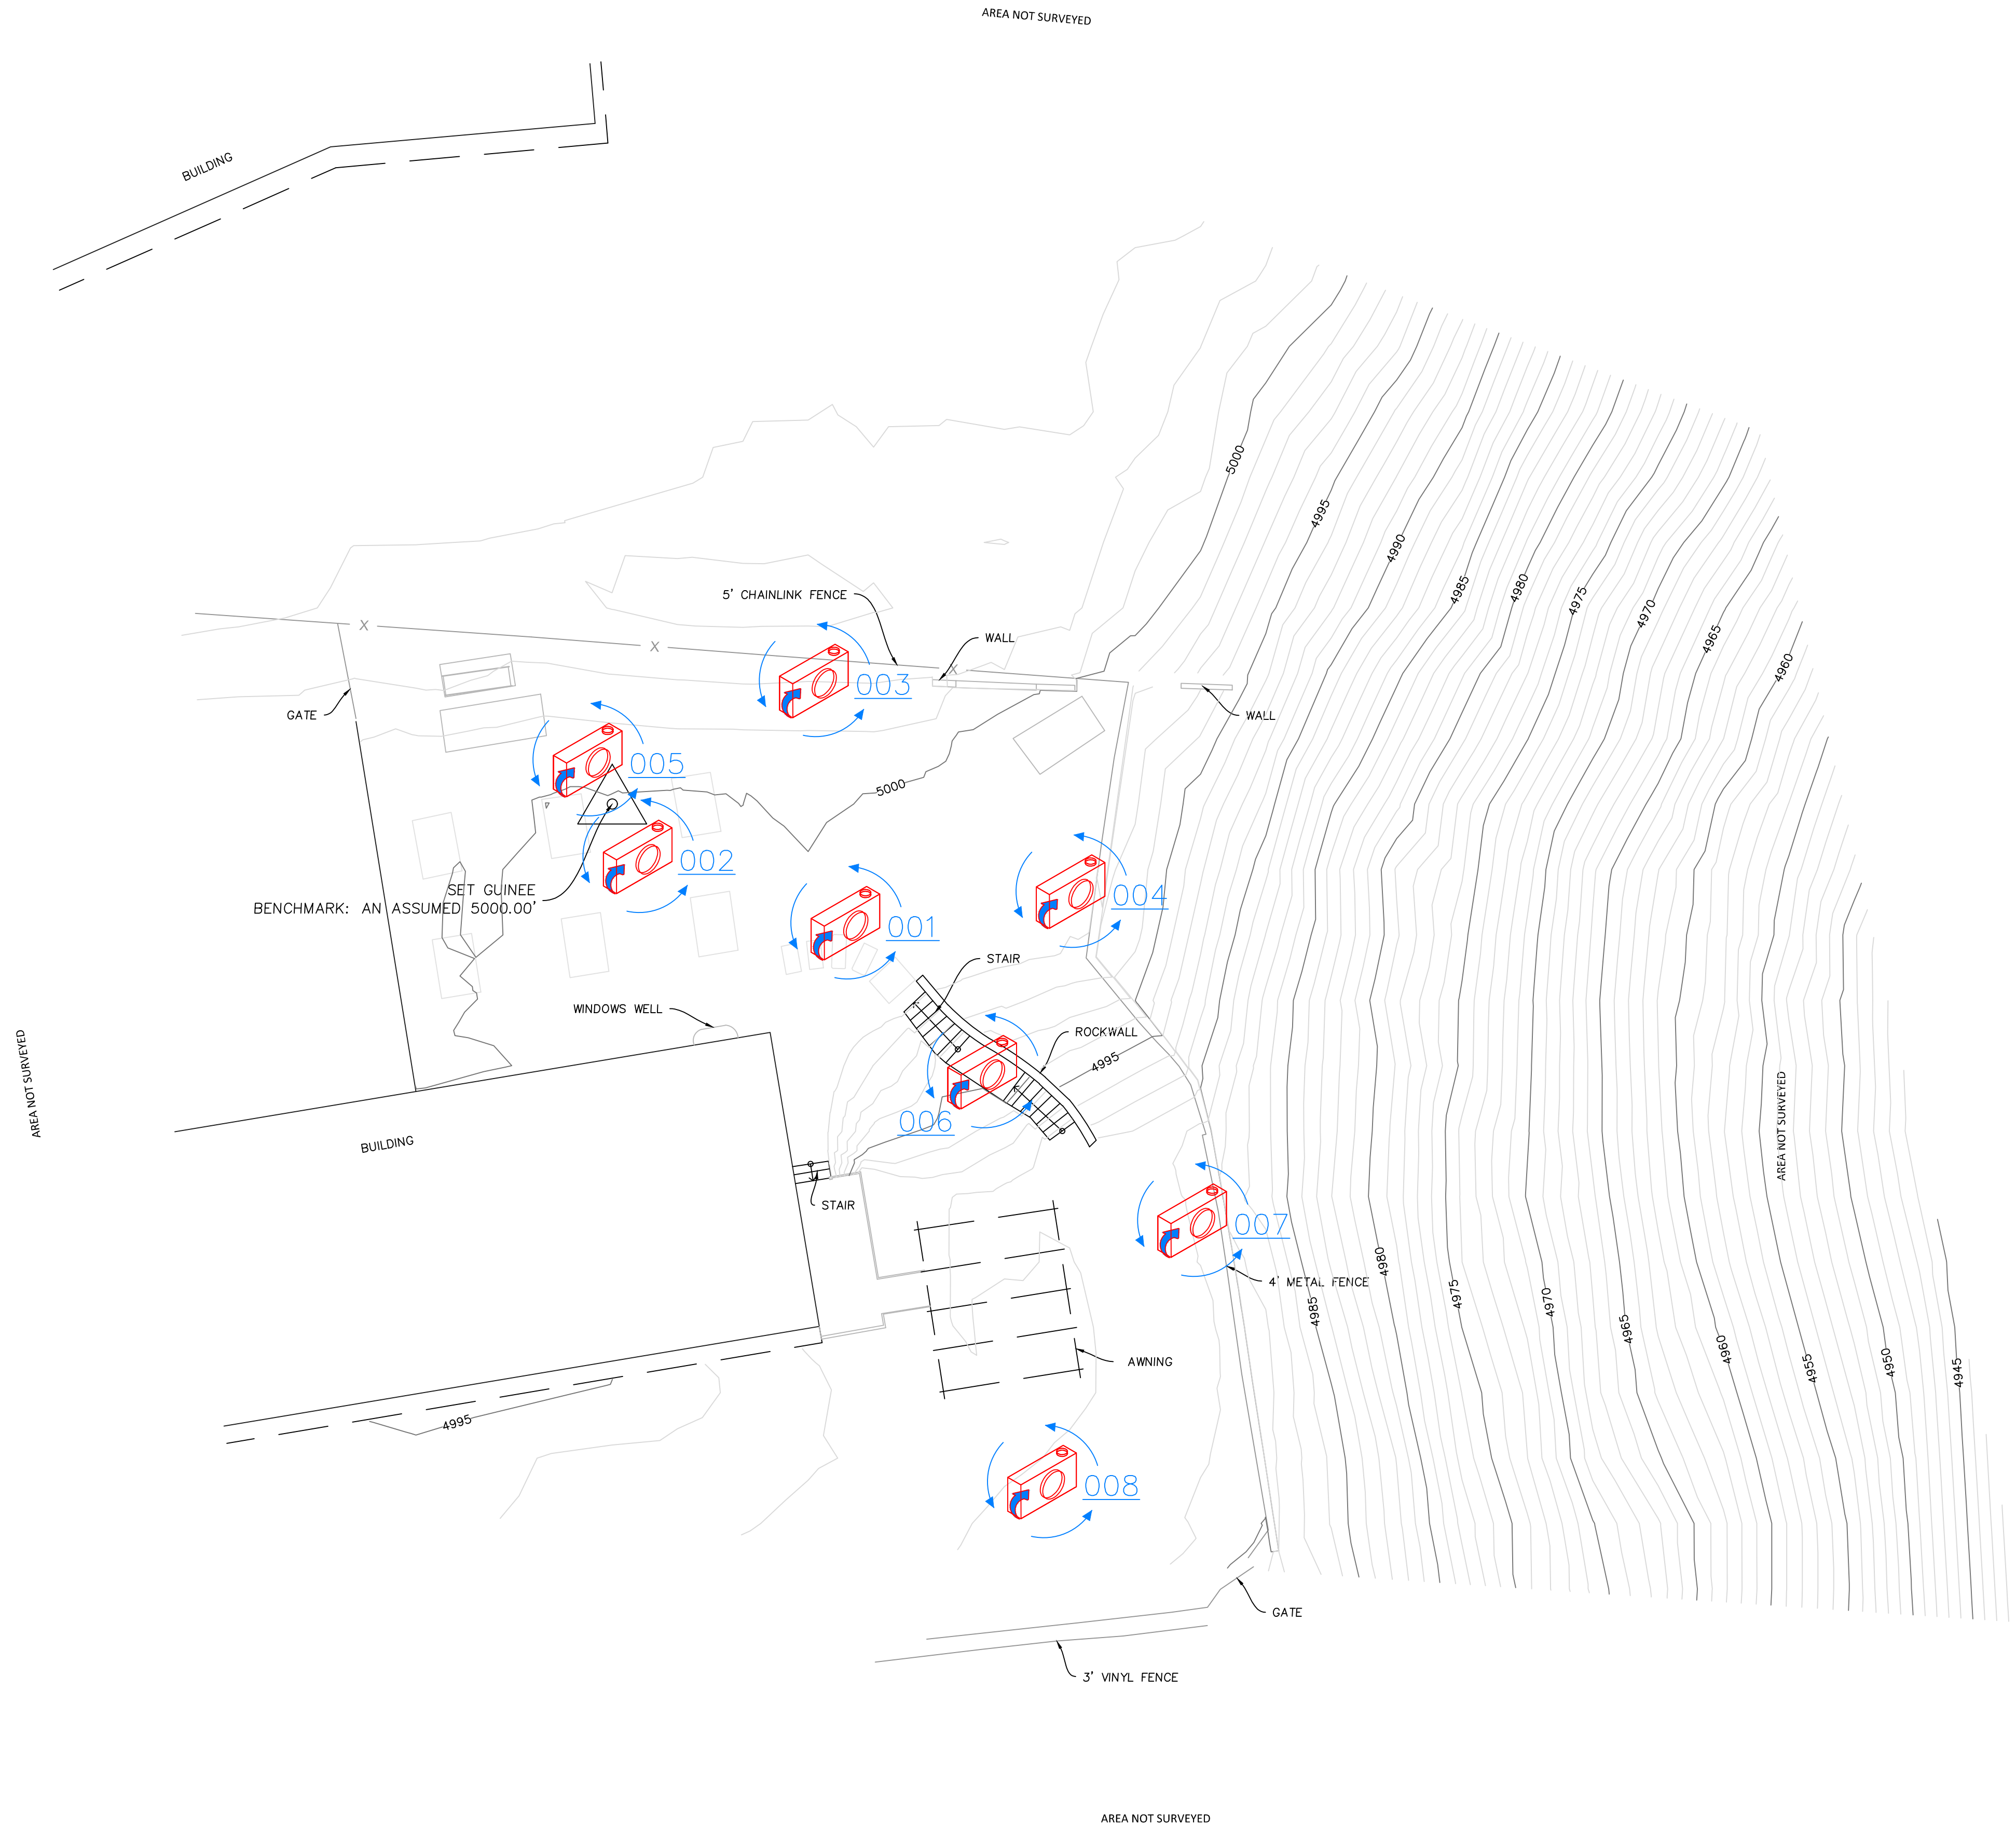 AREA NOT SURVEYED
BUILDING
5000
4995
4990
4985
4980
4975
4970
4965
4960
5' CHAINLINK FENCE
X
X
X
WALL
003
GATE
WALL
005
5000
002
004
SET GUINEE
BENCHMARK: AN ASSUMED 5000.00'
001
STAIR
WINDOWS WELL
ROCKWALL
4995
AREA NOT SURVEYED
AREA NOT SURVEYED
006
BUILDING
STAIR
007
4' METAL FENCE
4985
4980
4975
4970
4965
4960
4955
4950
4945
AWNING
4995
008
GATE
3' VINYL FENCE
AREA NOT SURVEYED